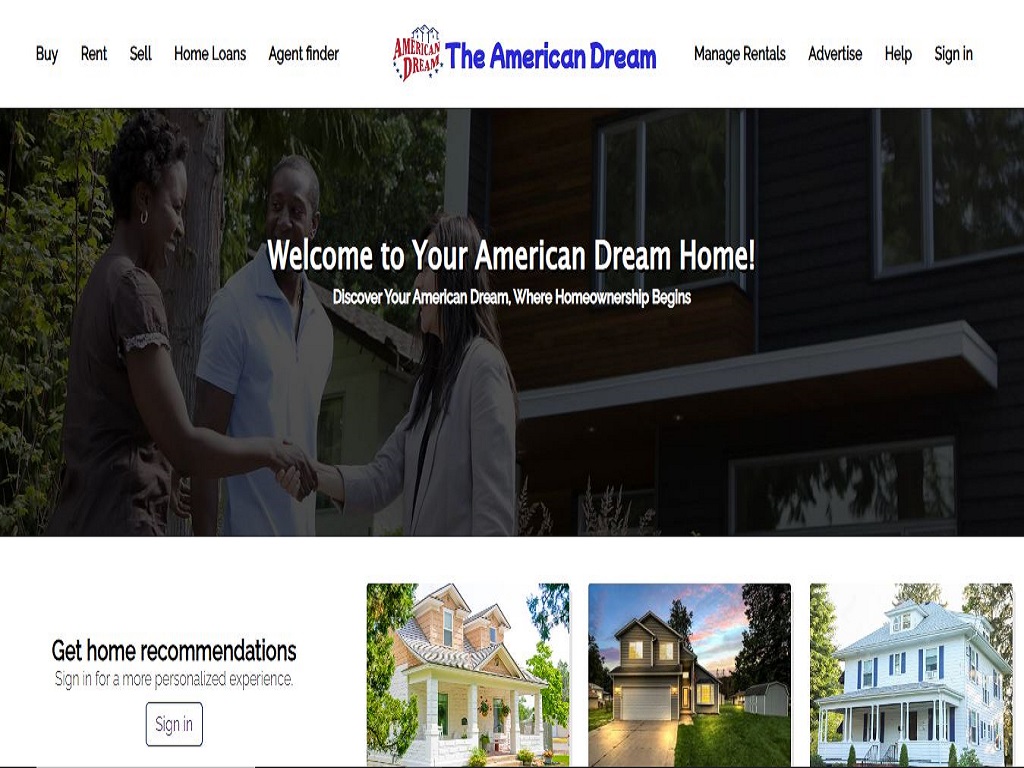 Buy Rent Sell Home Loans Agent finder
AMERICAN
DREAM
The American Dream
Manage Rentals Advertise Help Sign in
Welcome to Your American Dream Home!
Discover Your American Dream, Where Homeownership Begins
Get home recommendations
Sign in for a more personalized experience.
Sign in